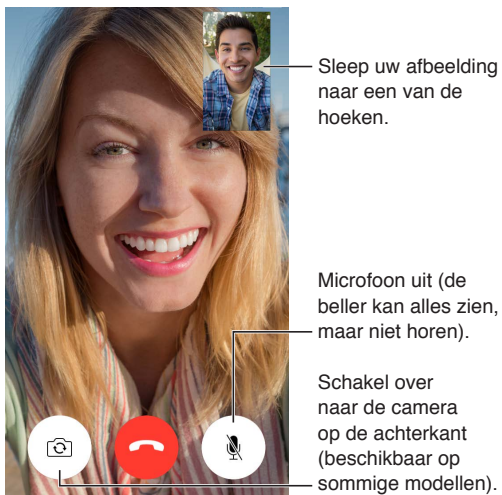 Sleep uw afbeelding
naar een van de
hoeken.
Microfoon uit (de
beller kan alles zien,
maar niet horen).
Schakel over
naar de camera
op de achterkant
(beschikbaar op
sommige modellen).